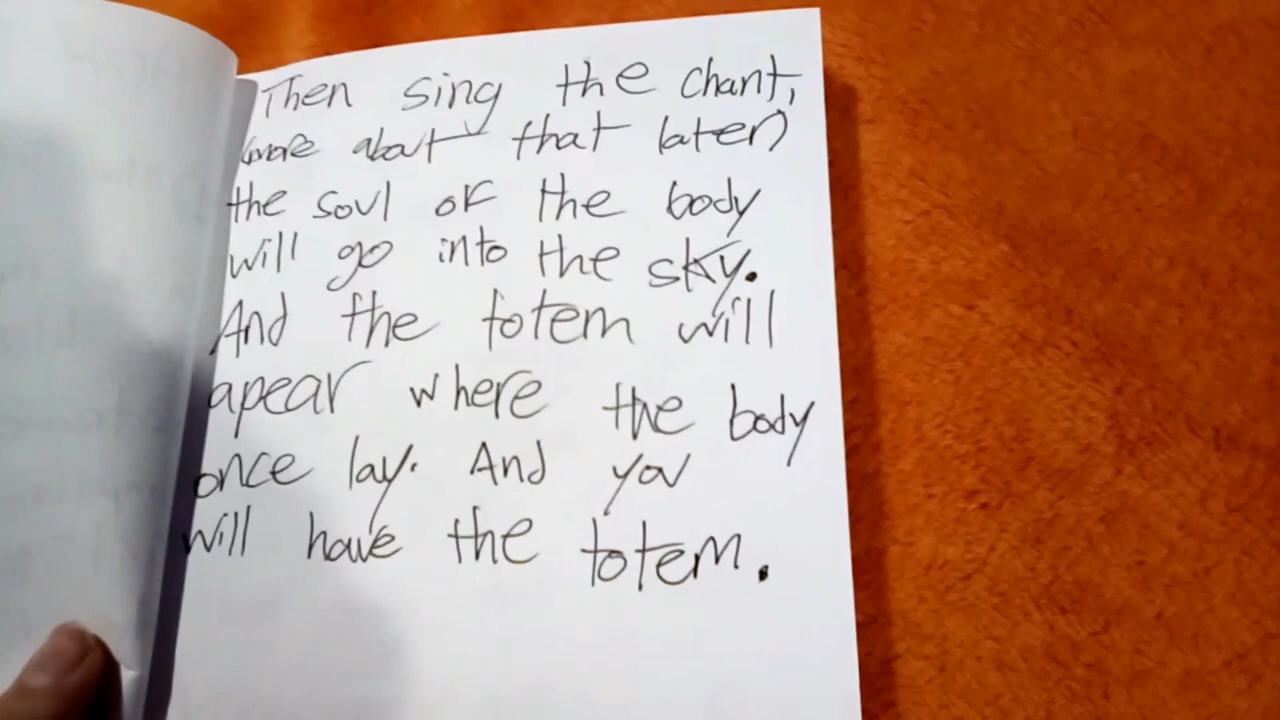 Then sing the chant,
(more about that later)
the soul of the body
will go into the sky.
And the totem will
apear where the body
once lay. And you
will have the totem.